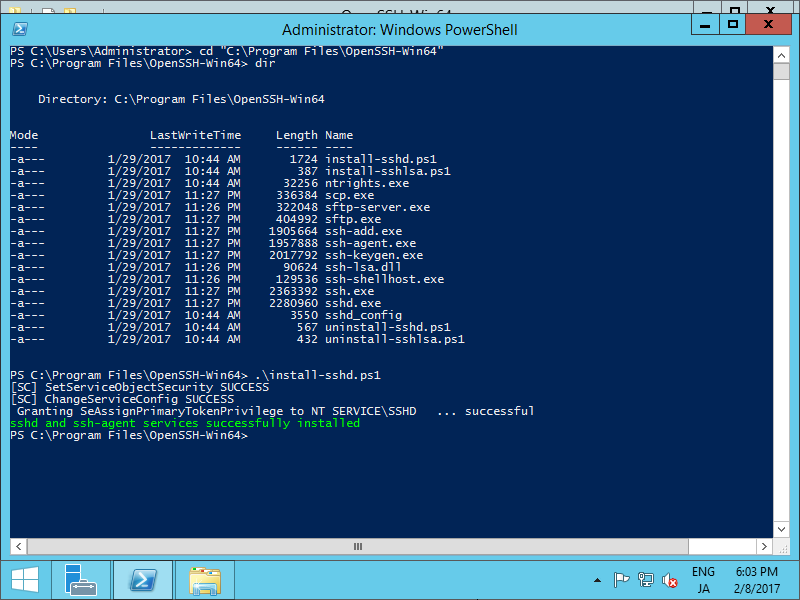 OpenSSH-Win64
Administrator: Windows PowerShell
PS C:\Users\Administrator> cd "C:\Program Files\OpenSSH-Win64"
PS C:\Program Files\OpenSSH-Win64> dir
Directory: C:\Program Files\OpenSSH-Win64
Mode LastWriteTime Length Name
---- ------------- ------ ----
-a--- 1/29/2017 10:44 AM 1724 install-sshd.ps1
-a--- 1/29/2017 10:44 AM 387 install-sshlsa.ps1
-a--- 1/29/2017 10:44 AM 32256 ntrights.exe
-a--- 1/29/2017 11:27 PM 336384 scp.exe
-a--- 1/29/2017 11:26 PM 322048 sftp-server.exe
-a--- 1/29/2017 11:27 PM 404992 sftp.exe
-a--- 1/29/2017 11:27 PM 1905664 ssh-add.exe
-a--- 1/29/2017 11:27 PM 1957888 ssh-agent.exe
-a--- 1/29/2017 11:27 PM 2017792 ssh-keygen.exe
-a--- 1/29/2017 11:26 PM 90624 ssh-lsa.dll
-a--- 1/29/2017 11:26 PM 129536 ssh-shellhost.exe
-a--- 1/29/2017 11:27 PM 2363392 ssh.exe
-a--- 1/29/2017 11:27 PM 2280960 sshd.exe
-a--- 1/29/2017 10:44 AM 3550 sshd_config
-a--- 1/29/2017 10:44 AM 567 uninstall-sshd.ps1
-a--- 1/29/2017 10:44 AM 432 uninstall-sshlsa.ps1
PS C:\Program Files\OpenSSH-Win64> .\install-sshd.ps1
[SC] SetServiceObjectSecurity SUCCESS
[SC] ChangeServiceConfig SUCCESS
Granting SeAssignPrimaryTokenPrivilege to NT SERVICE\SSHD ... successful
sshd and ssh-agent services successfully installed
PS C:\Program Files\OpenSSH-Win64>
ENG 6:03 PM
JA 2/8/2017